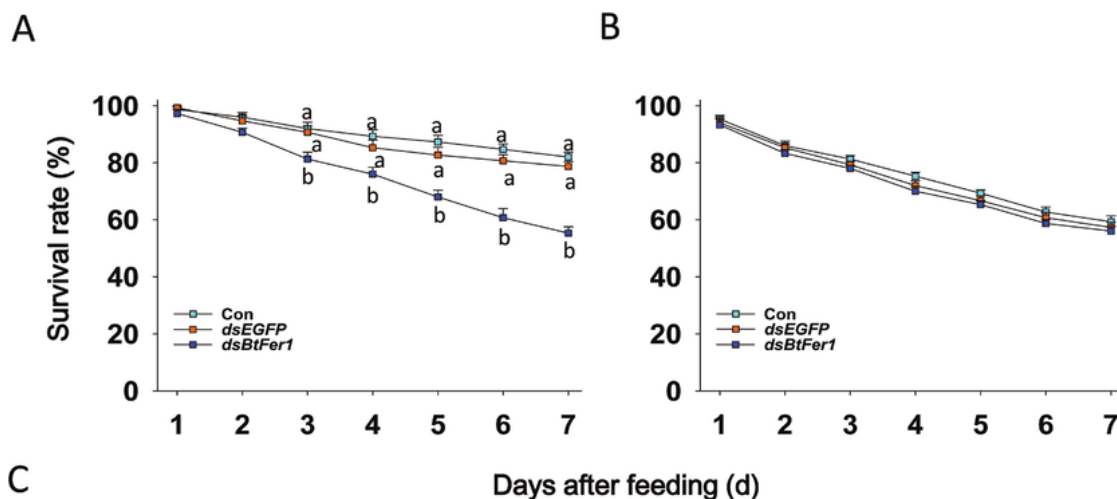 A
B
Survival rate (%)
100
80
60
40
20
0
a a a a a
a a a a a
b b b b b
Con
dsEGFP
dsBtFer1
1 2 3 4 5 6 7
100
80
60
40
20
0
Con
dsEGFP
dsBtFer1
1 2 3 4 5 6 7
C
Days after feeding (d)